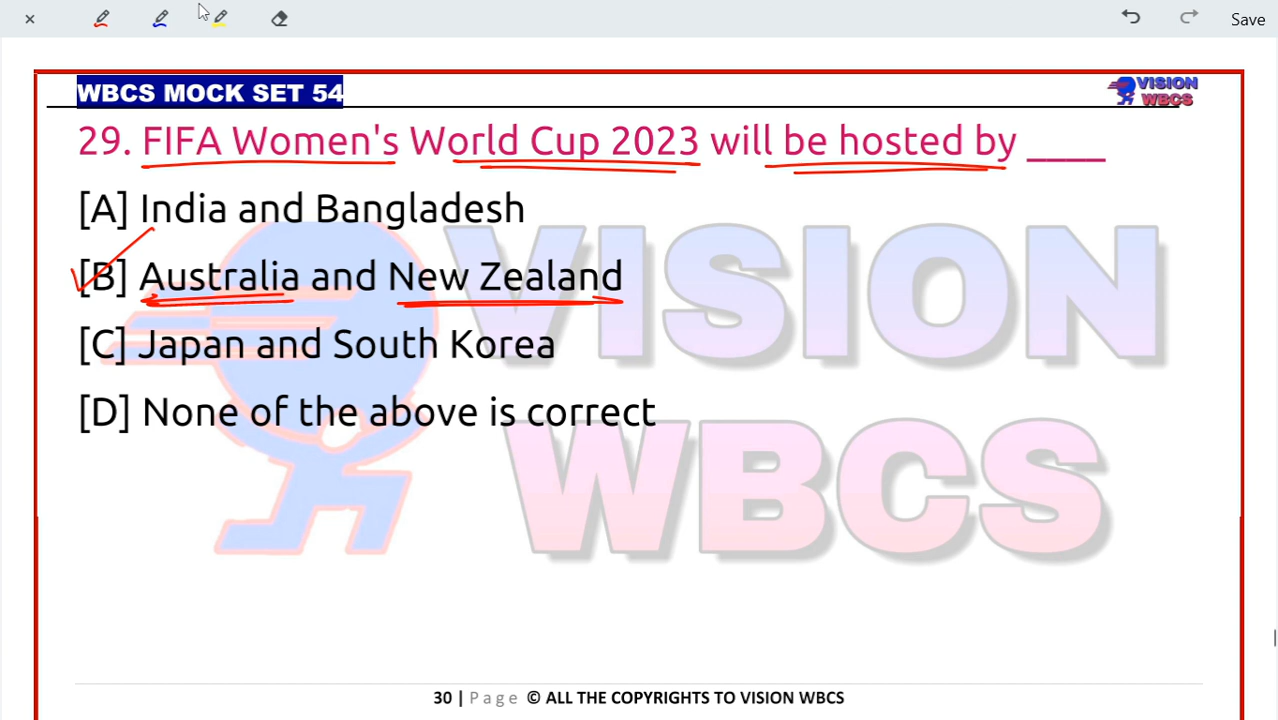 Save
WBCS MOCK SET 54
VISION
WBCS
29. FIFA Women's World Cup 2023 will be hosted by ____
[A] India and Bangladesh
[B] Australia and New Zealand
[C] Japan and South Korea
[D] None of the above is correct
VISION
WBCS
30 | Page © ALL THE COPYRIGHTS TO VISION WBCS